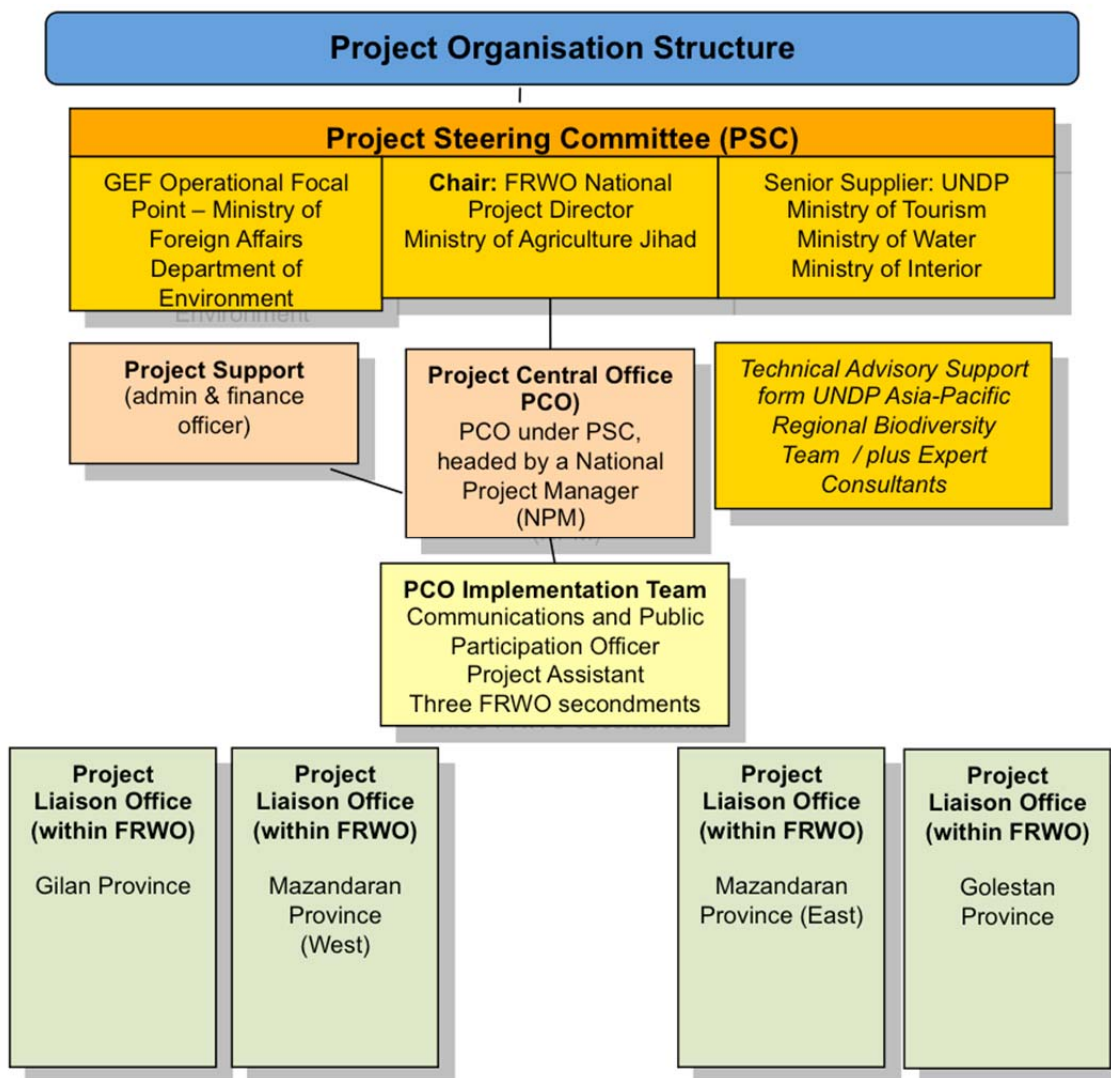 Project Organisation Structure
Project Steering Committee (PSC)
GEF Operational Focal
Point – Ministry of
Foreign Affairs
Department of
Environment
Chair: FRWO National
Project Director
Ministry of Agriculture Jihad
Senior Supplier: UNDP
Ministry of Tourism
Ministry of Water
Ministry of Interior
Project Support
(admin & finance
officer)
Project Central Office
PCO)
PCO under PSC,
headed by a National
Project Manager
(NPM)
Technical Advisory Support
form UNDP Asia-Pacific
Regional Biodiversity
Team / plus Expert
Consultants
PCO Implementation Team
Communications and Public
Participation Officer
Project Assistant
Three FRWO secondments
Project
Liaison Office
(within FRWO)
Gilan Province
Project
Liaison Office
(within FRWO)
Mazandaran
Province
(West)
Project
Liaison Office
(within FRWO)
Mazandaran
Province (East)
Project
Liaison Office
(within FRWO)
Golestan
Province